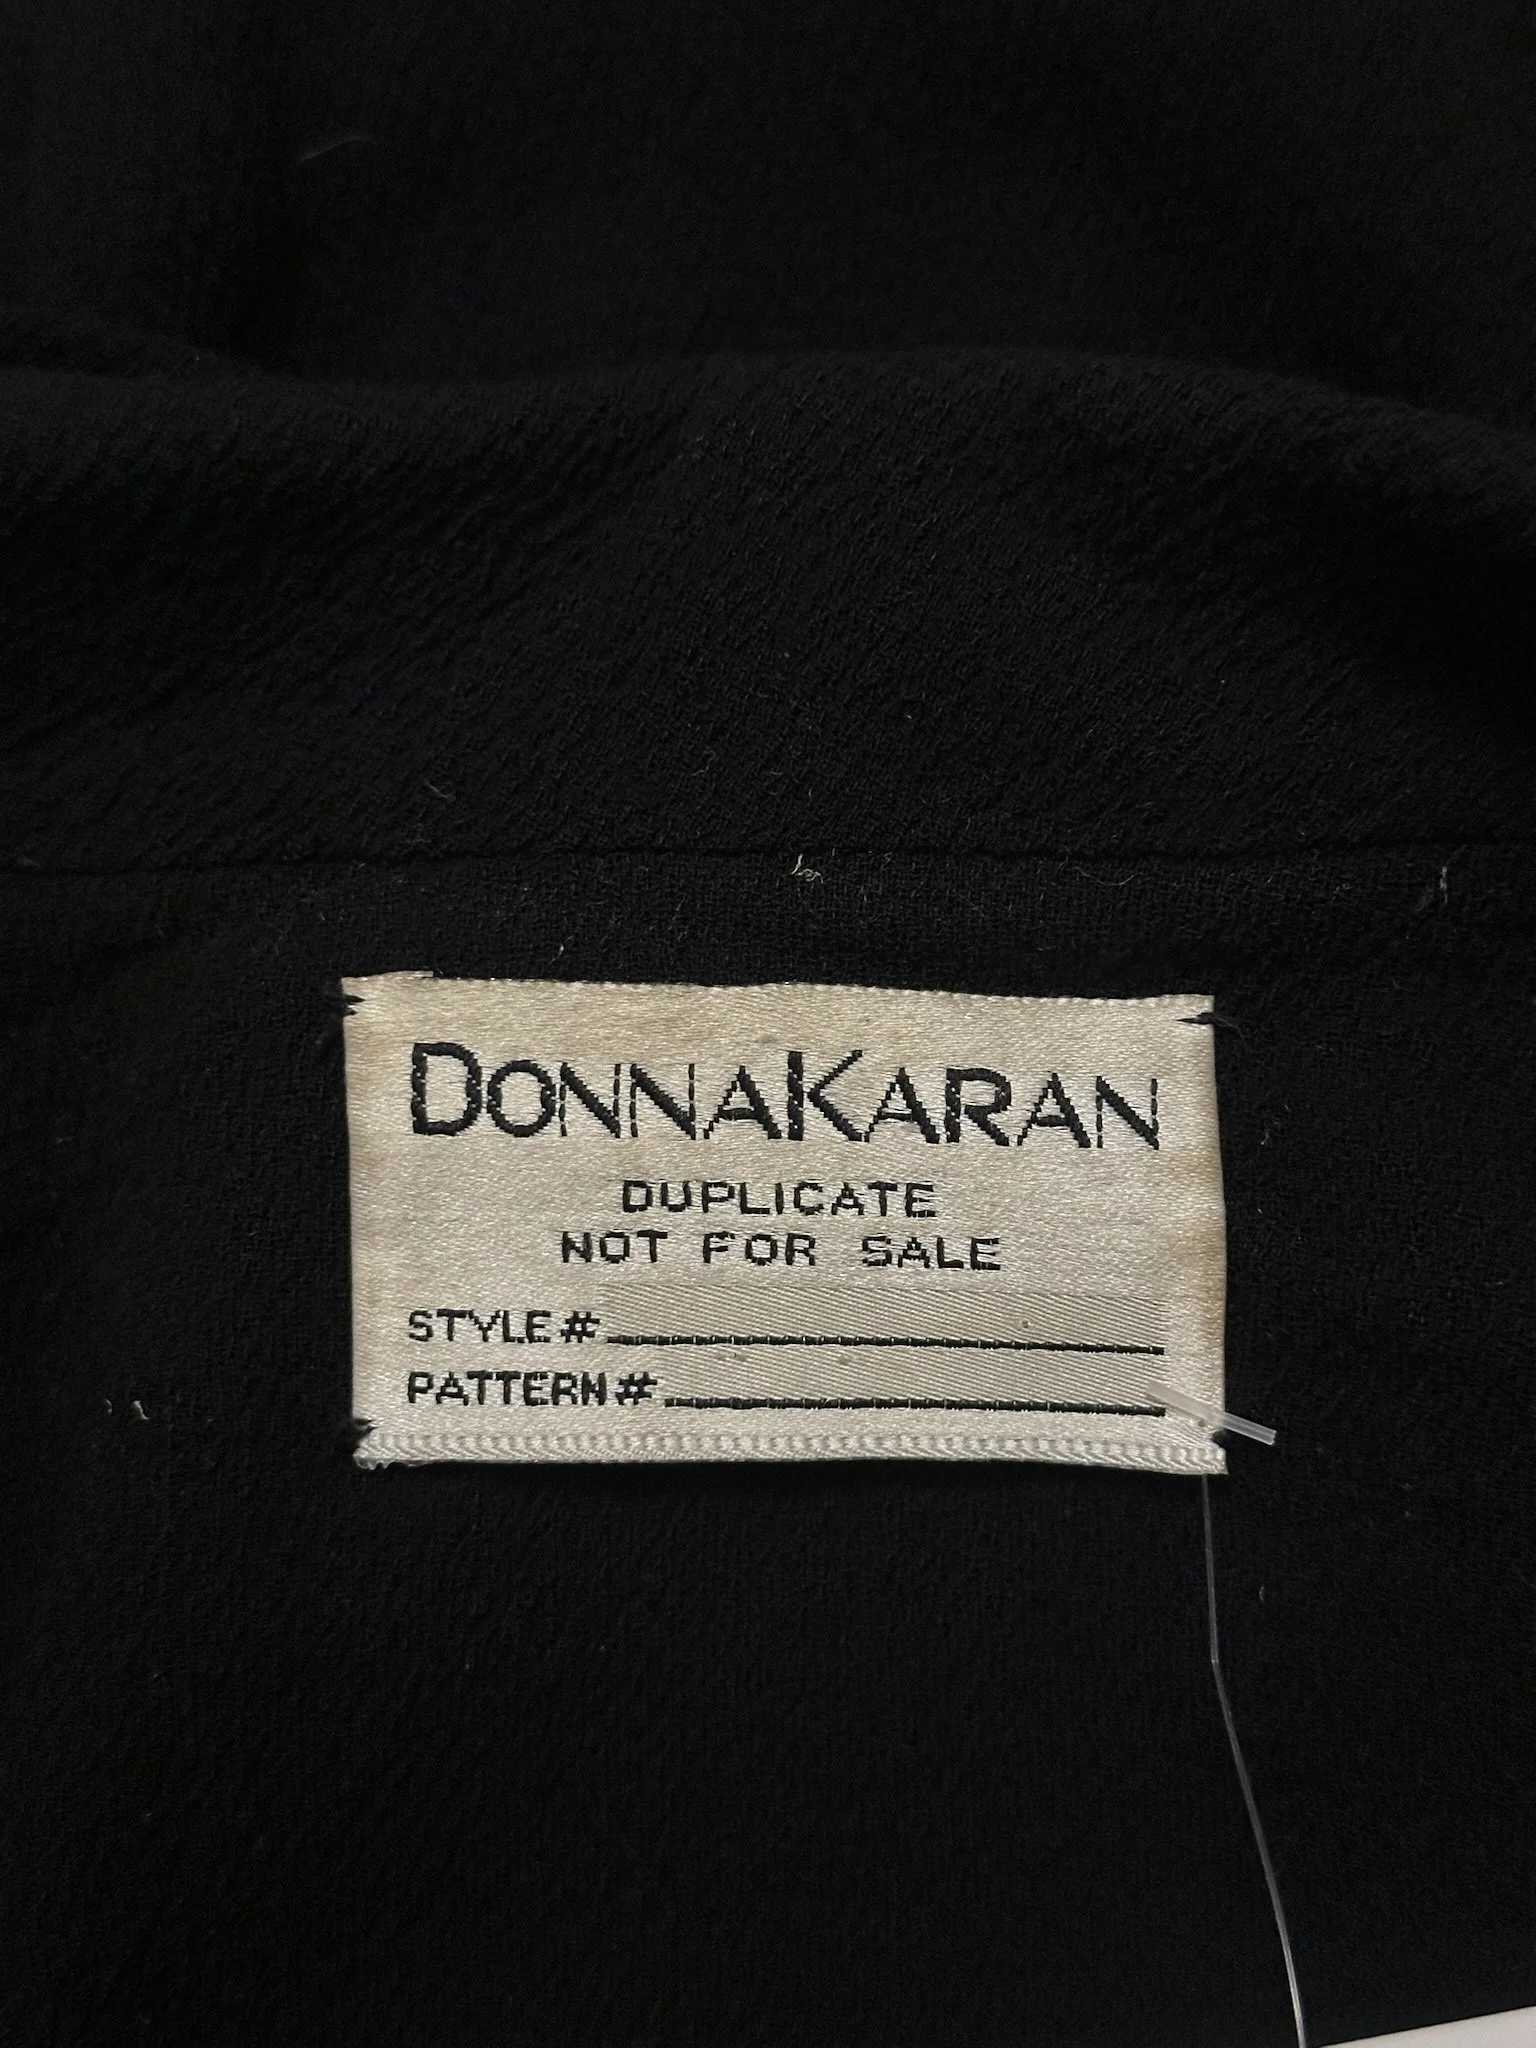 DONNAKARAN
DUPLICATE
NOT FOR SALE
STYLE#
PATTERN#